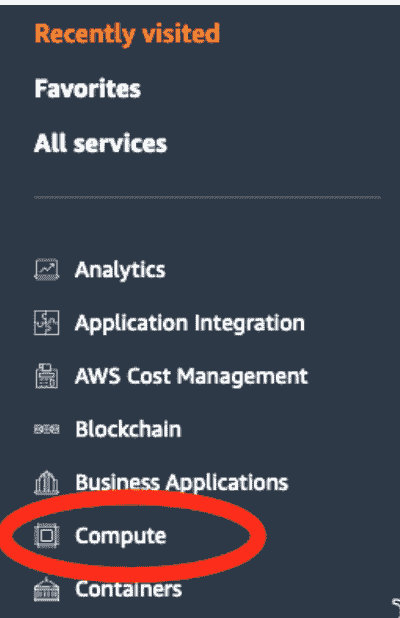 Recently visited
Favorites
All services
Analytics
Application Integration
AWS Cost Management
Blockchain
Business Applications
Compute
Containers